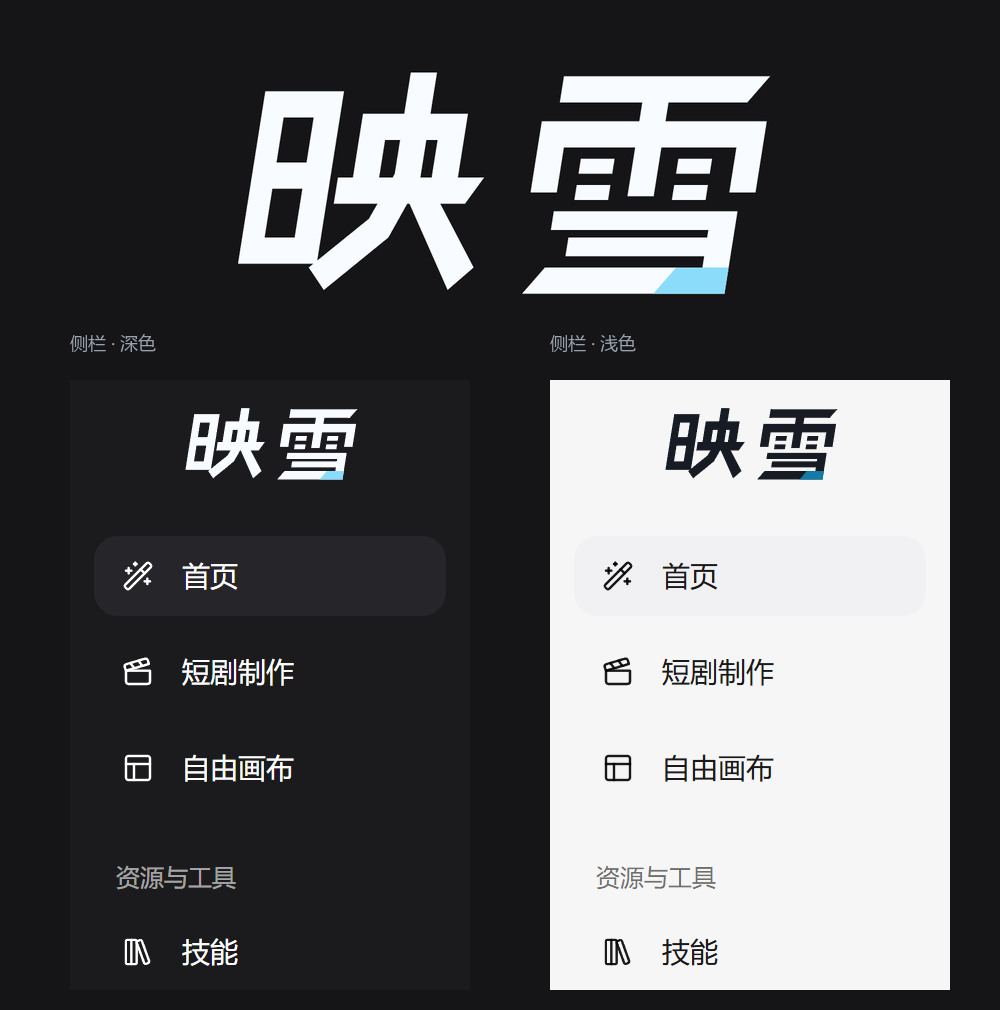 映雪
侧栏 · 深色
侧栏 · 浅色
映雪
首页
短剧制作
自由画布
资源与工具
技能
映雪
首页
短剧制作
自由画布
资源与工具
技能